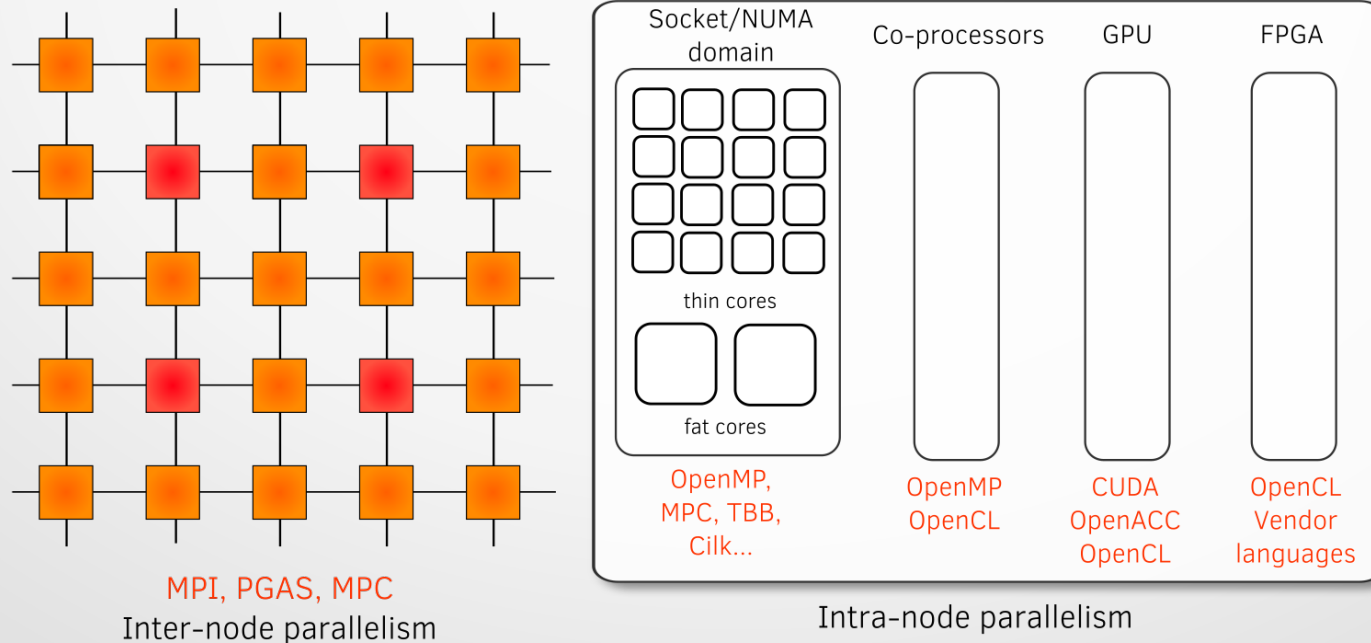 MPI, PGAS, MPC
Inter-node parallelism
Socket/NUMA
domain
thin cores
fat cores
OpenMP,
MPC, TBB,
Cilk...
Co-processors
OpenMP
OpenCL
GPU
CUDA
OpenACC
OpenCL
FPGA
OpenCL
Vendor
languages
Intra-node parallelism